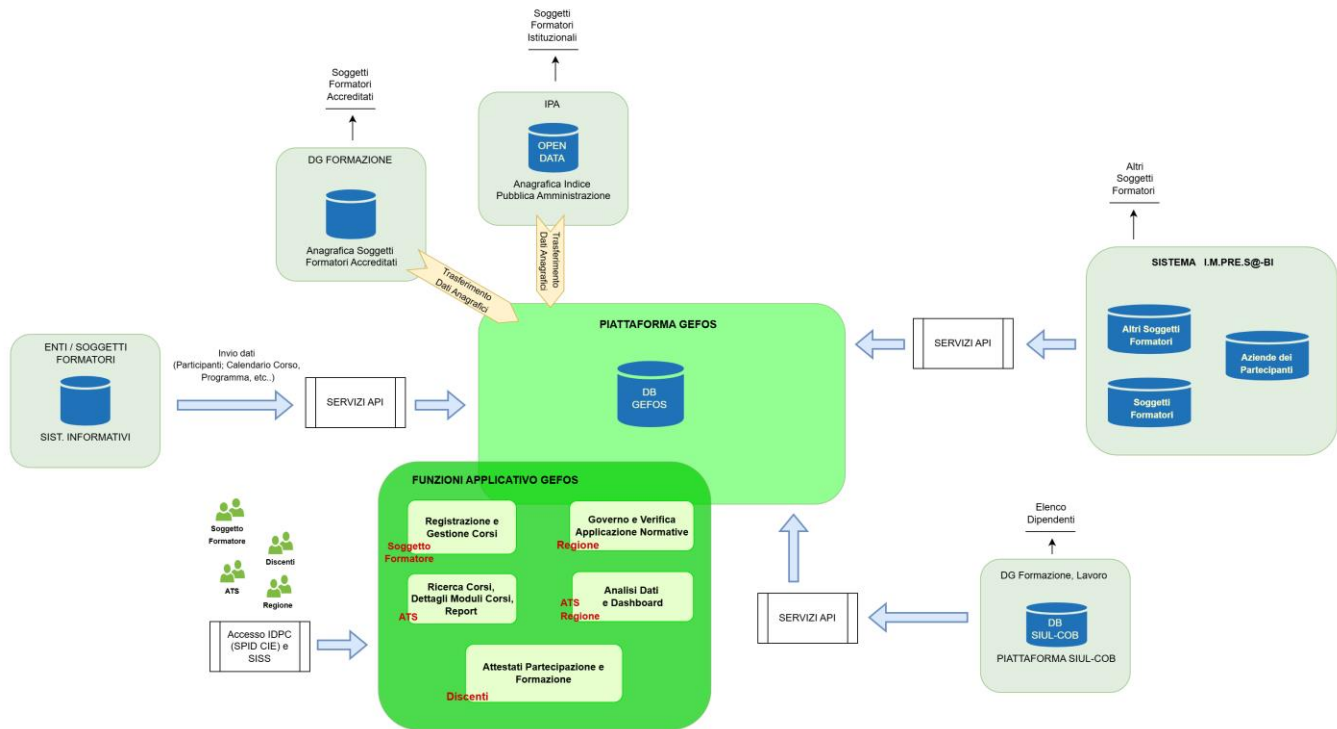 Soggetti
Formatori
Istituzionali
Soggetti
Formatori
Accreditati
IPA
OPEN
DATA
Anagrafica Indice
Pubblica Amministrazione
DG FORMAZIONE
Anagrafica Soggetti
Formatori Accreditati
Trasferimento
Dati Anagrafici
Trasferimento
Dati Anagrafici
Altri
Soggetti
Formatori
SISTEMA I.M.PRE.S@-BI
Altri Soggetti
Formatori
Aziende dei
Partecipanti
Soggetti
Formatori
SERVIZI API
PIATTAFORMA GEFOS
DB
GEFOS
ENTI / SOGGETTI
FORMATORI
SIST. INFORMATIVI
Invio dati
(Participanti; Calendario Corso,
Programma, etc..)
SERVIZI API
FUNZIONI APPLICATIVO GEFOS
Registrazione e
Gestione Corsi
Soggetto
Formatore
Governo e Verifica
Applicazione Normative
Regione
Ricerca Corsi,
Dettagli Moduli Corsi,
Report
ATS
Analisi Dati
e Dashboard
ATS
Regione
Attestati Partecipazione e
Formazione
Discenti
Soggetto
Formatore
Discenti
ATS
Regione
Accesso IDPC
(SPID CIE) e
SISS
SERVIZI API
Elenco
Dipendenti
DG Formazione, Lavoro
DB
SIUL-COB
PIATTAFORMA SIUL-COB